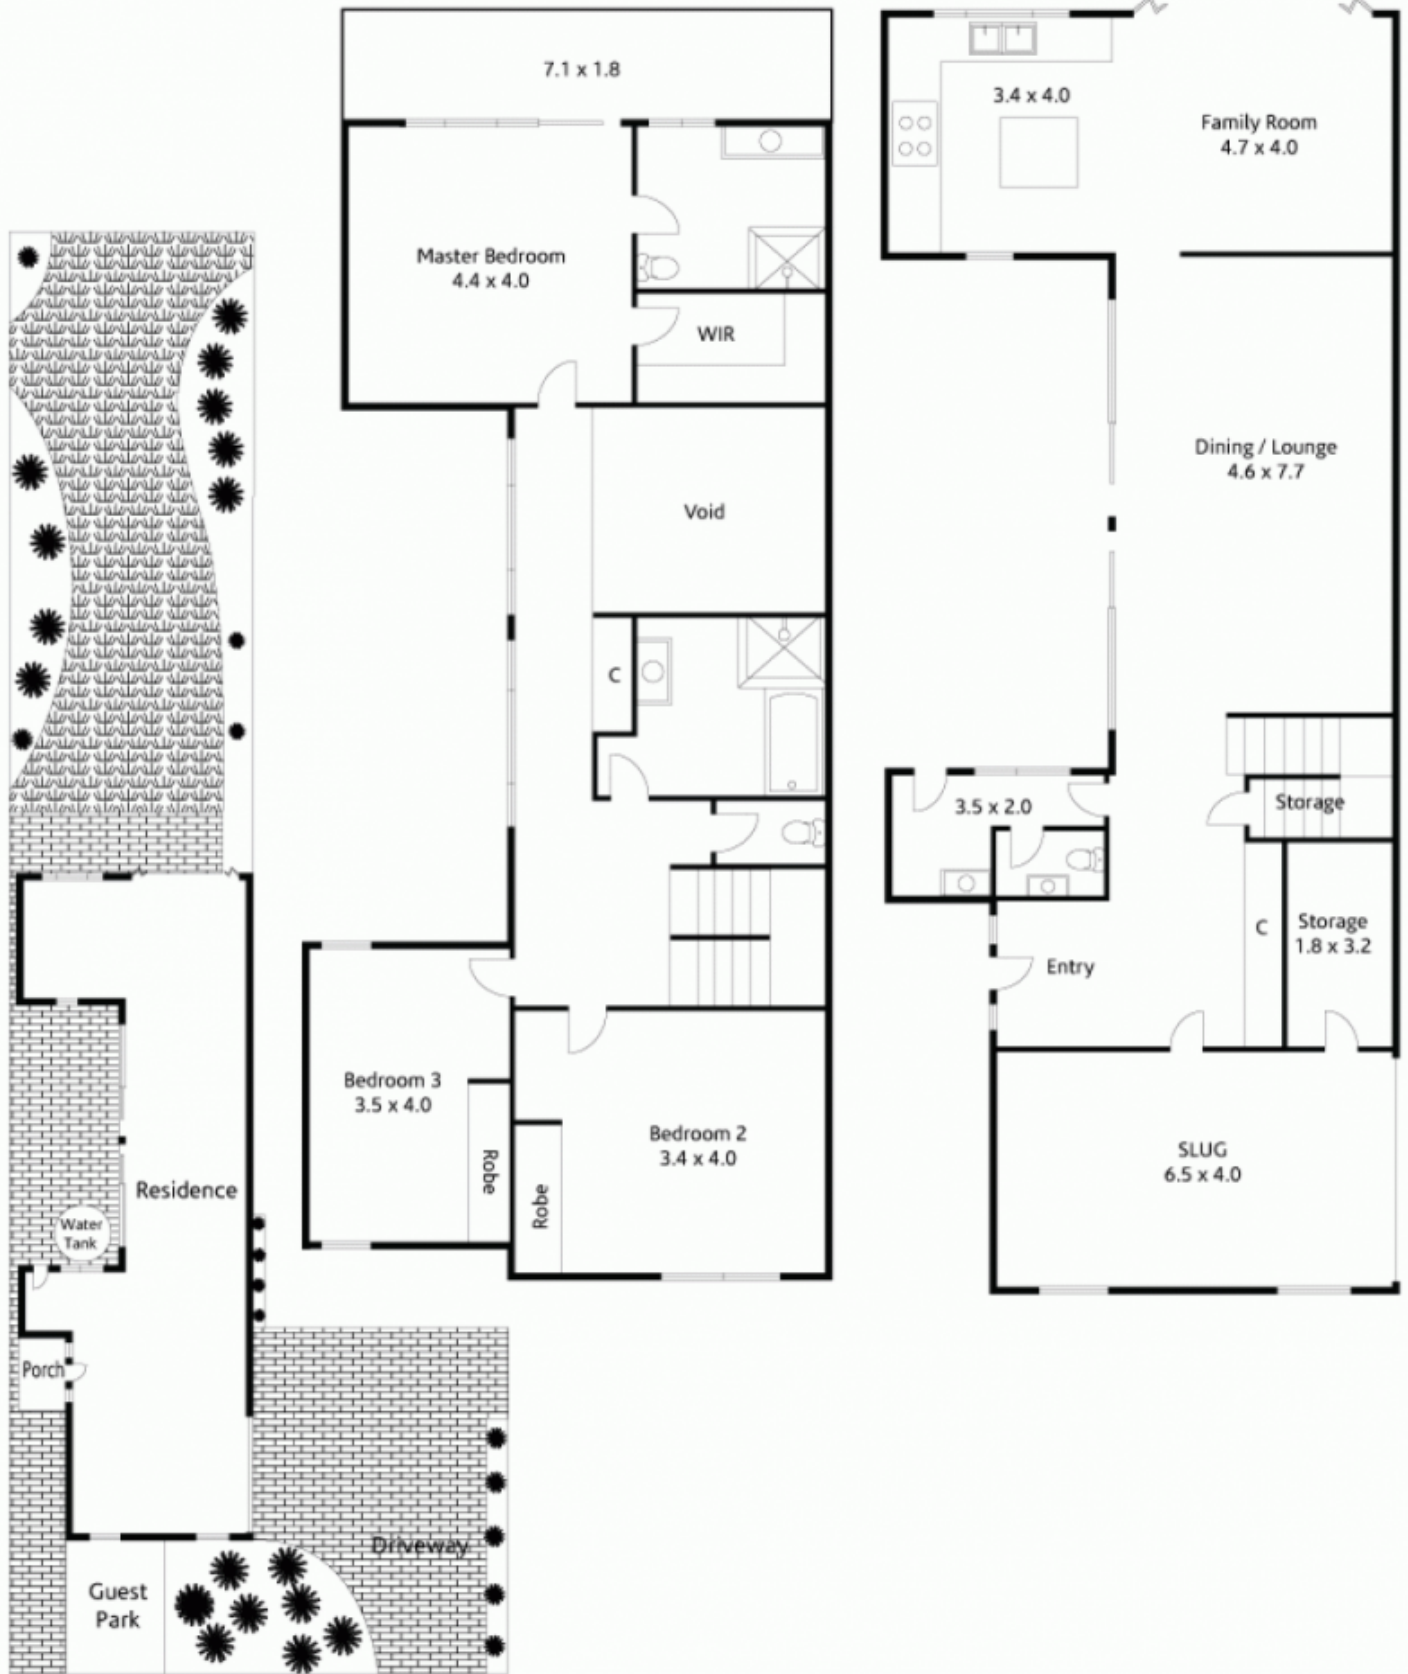 7.1 x 1.8
Master Bedroom
4.4 x 4.0
WIR
Void
C
Bedroom 3
3.5 x 4.0
Robe
Robe
Bedroom 2
3.4 x 4.0
3.4 x 4.0
Family Room
4.7 x 4.0
Dining / Lounge
4.6 x 7.7
Storage
3.5 x 2.0
C
Storage
1.8 x 3.2
Entry
SLUG
6.5 x 4.0
Residence
Water
Tank
Porch
Driveway
Guest
Park